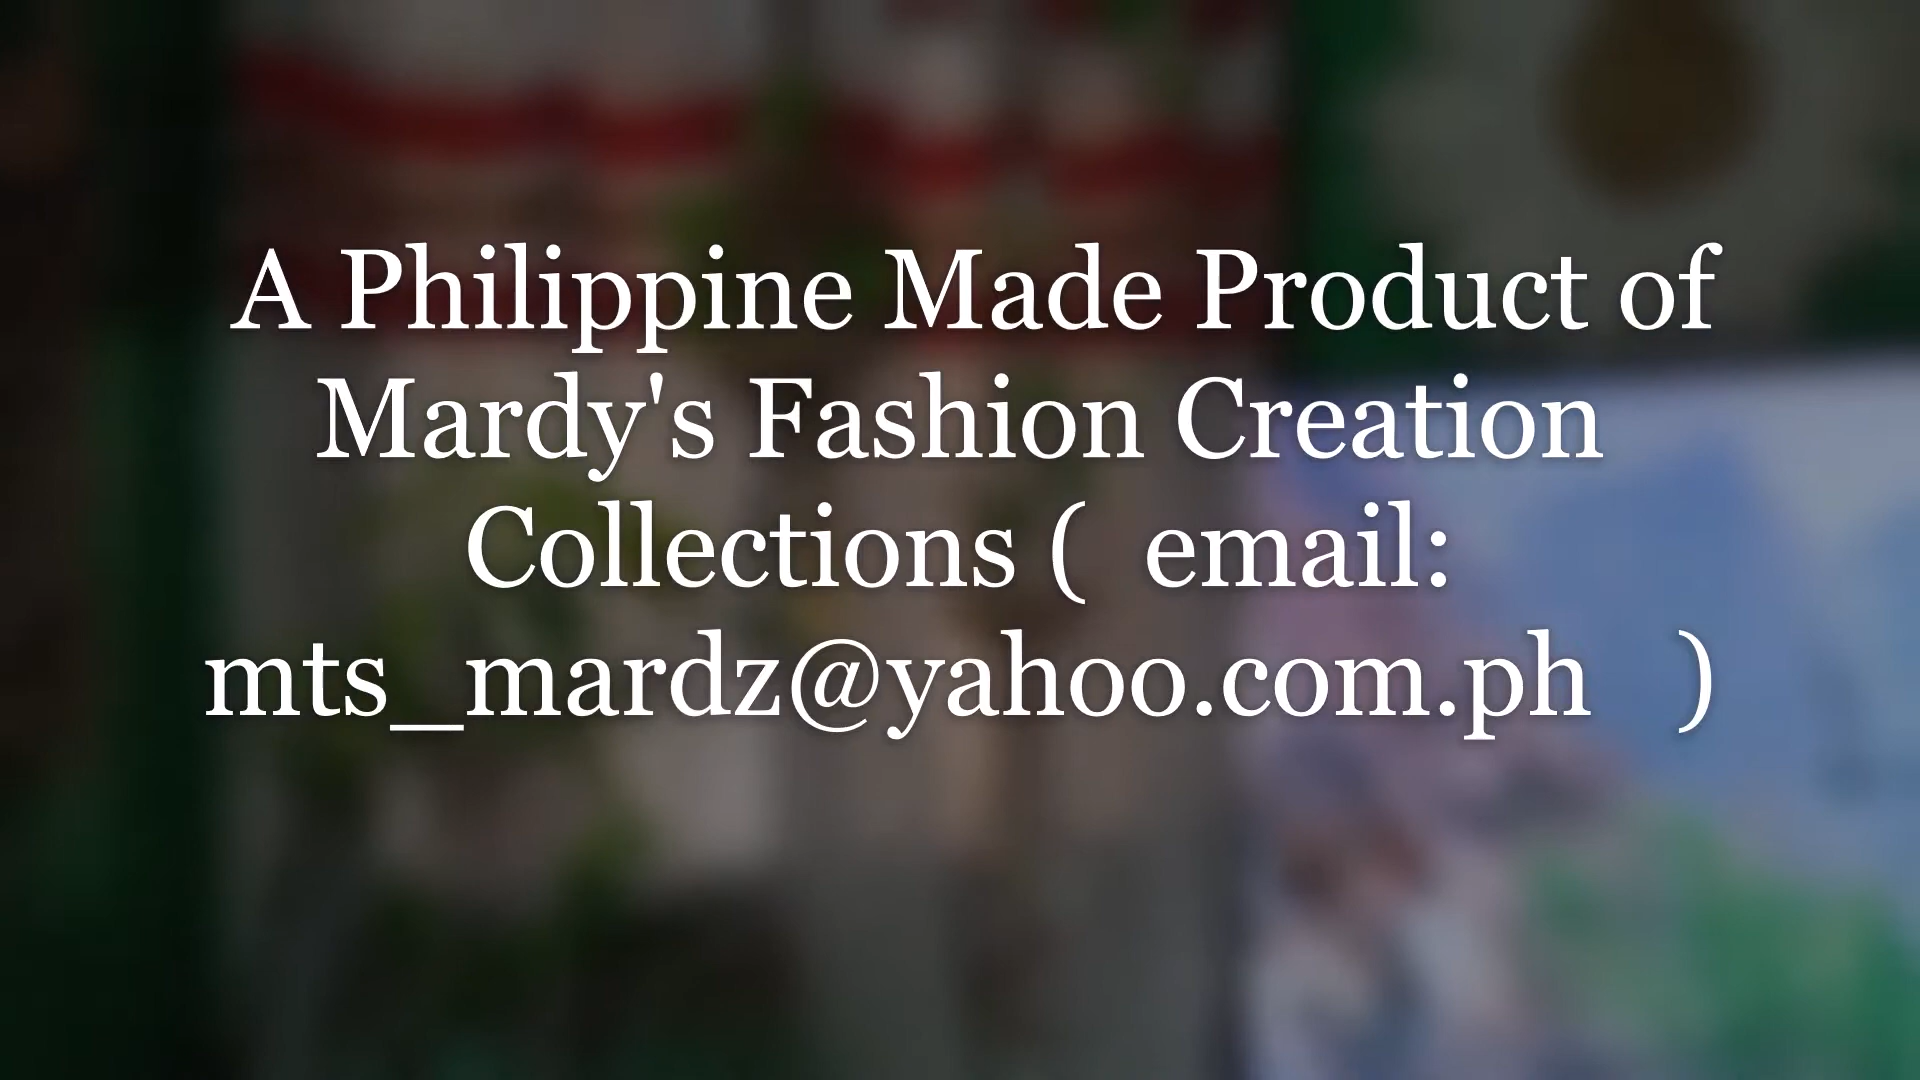 A Philippine Made Product of
Mardy's Fashion Creation
Collections (  email:
mts_mardz@yahoo.com.ph   )